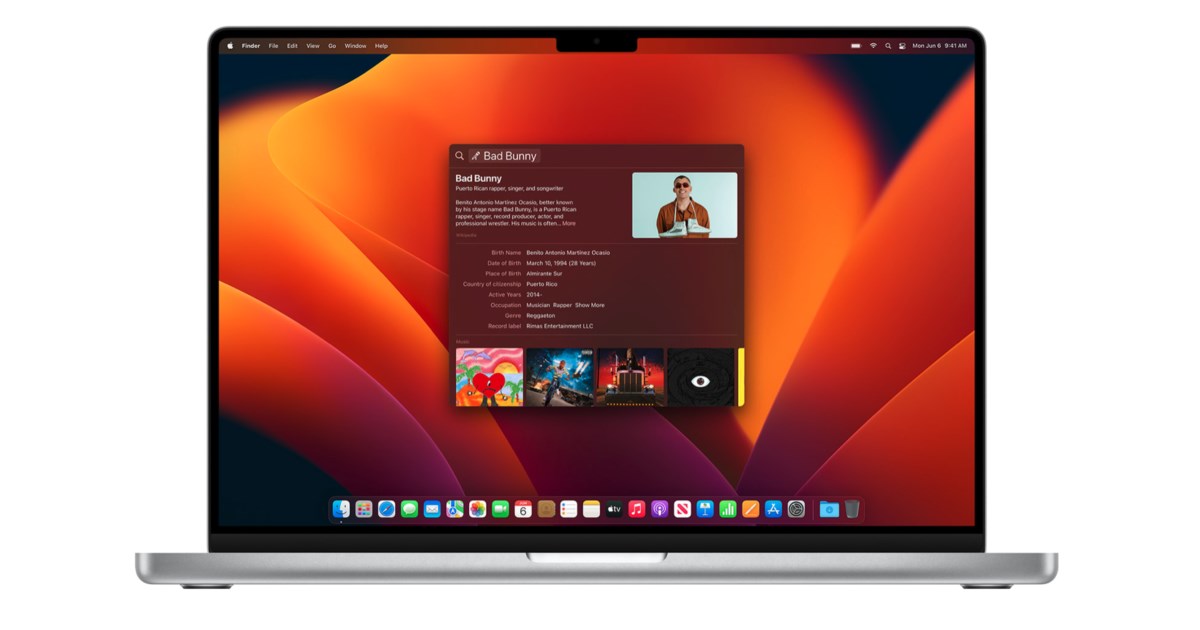 Finder File Edit View Go Window Help
Mon Jun 6 9:41 AM
Bad Bunny
Bad Bunny
Puerto Rican rapper, singer, and songwriter
Benito Antonio Martínez Ocasio, better known
by his stage name Bad Bunny, is a Puerto Rican
rapper, singer, record producer, actor, and
professional wrestler. His music is often... More
Wikipedia
Birth Name Benito Antonio Martínez Ocasio
Date of Birth March 10, 1994 (28 Years)
Place of Birth Almirante Sur
Country of citizenship Puerto Rico
Active Years 2014-
Occupation Musician Rapper Show More
Genre Reggaeton
Record label Rimas Entertainment LLC
Music
6
tv